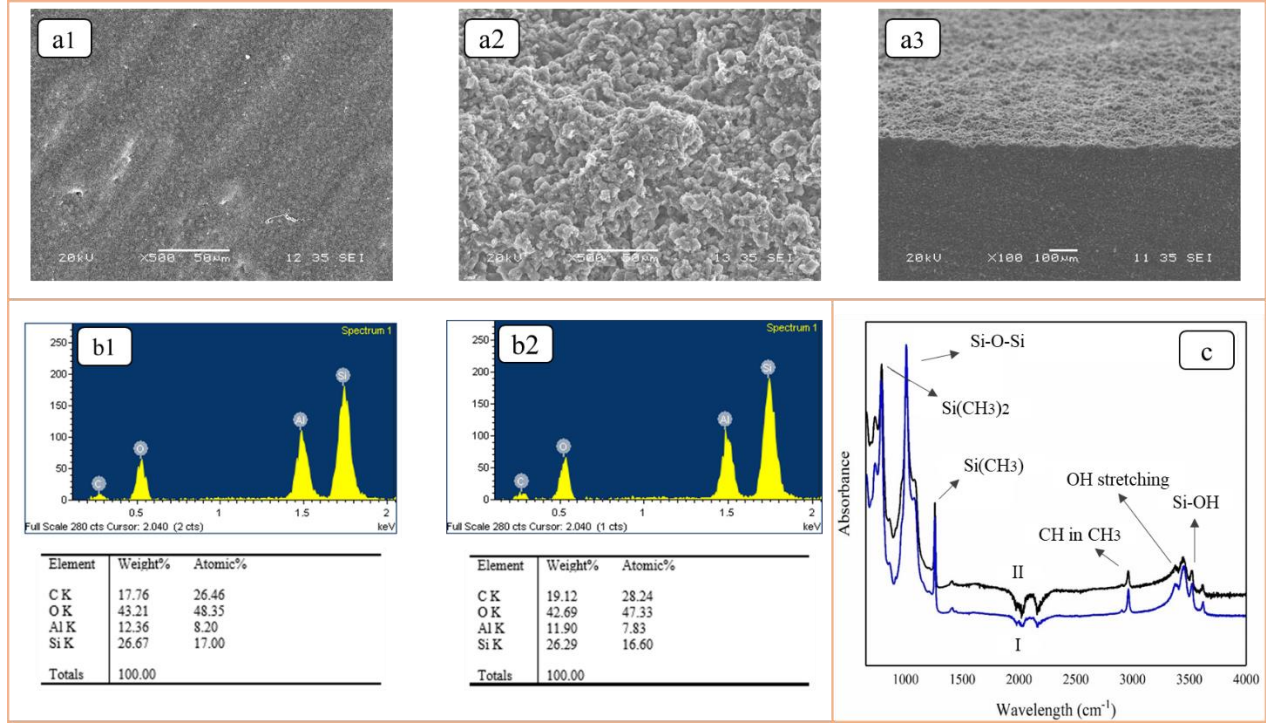 a1
20kV X500 50µm 12 35 SEI
a2
20kV X500 50µm 13 35 SEI
a3
20kV X100 100µm 11 35 SEI
b1
Spectrum 1
250
200
150
100
50
0
C
O
Al
Si
0 0.5 1 1.5 2
Full Scale 280 cts Cursor: 2.040 (2 cts) keV
Element Weight% Atomic%
C K 17.76 26.46
O K 43.21 48.35
Al K 12.36 8.20
Si K 26.67 17.00
Totals 100.00
b2
Spectrum 1
250
200
150
100
50
0
C
O
Al
Si
0 0.5 1 1.5 2
Full Scale 280 cts Cursor: 2.040 (1 cts) keV
Element Weight% Atomic%
C K 19.12 28.24
O K 42.69 47.33
Al K 11.90 7.83
Si K 26.29 16.60
Totals 100.00
c
Si-O-Si
Si(CH3)2
Si(CH3)
OH stretching
Si-OH
CH in CH3
II
I
Absorbance
1000 1500 2000 2500 3000 3500 4000
Wavelength (cm-1)